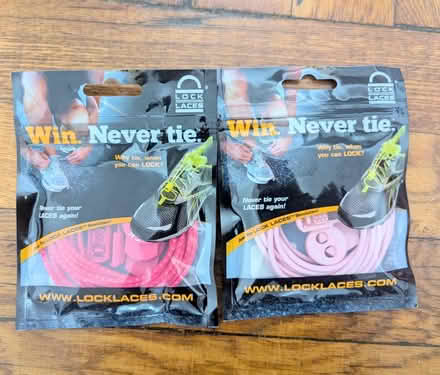 LOCK
LACES
Win. Never tie.
Why tie, when
you can LOCK?
Never tie your
LACES again!
WWW.LOCKLACES.COM
LOCK
LACES
Win. Never tie.
Why tie, when
you can LOCK?
Never tie your
LACES again!
WWW.LOCKLACES.COM